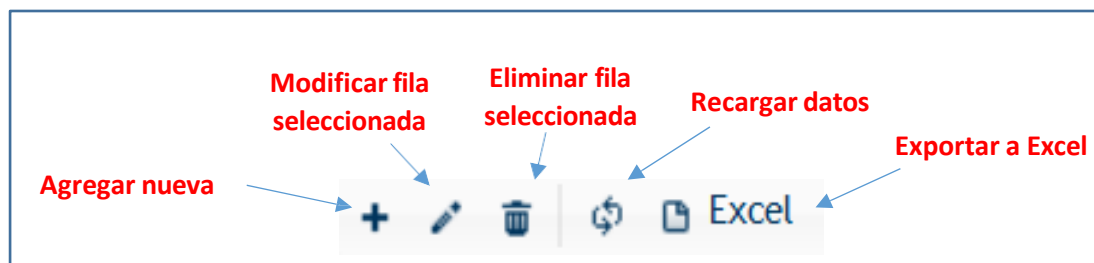 Modificar fila
seleccionada
Eliminar fila
seleccionada
Recargar datos
Exportar a Excel
Agregar nueva
Excel